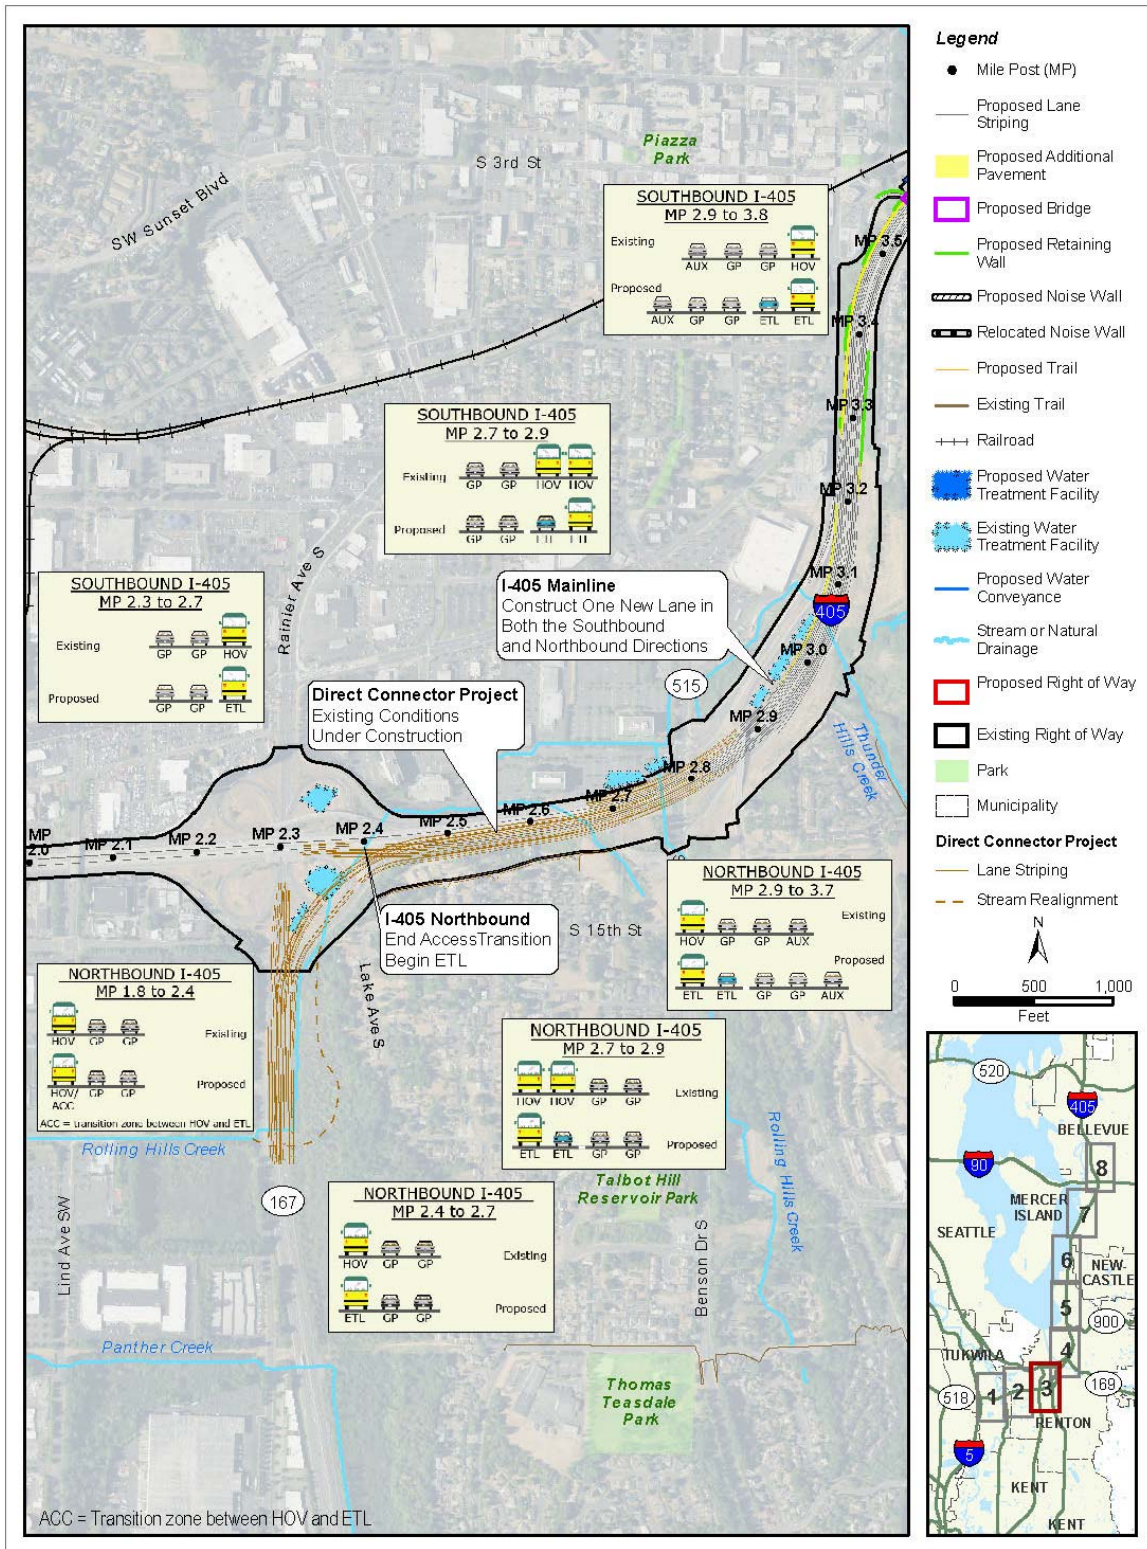 Piazza
Park
S 3rd St
SW Sunset Blvd
SOUTHBOUND I-405
MP 2.9 to 3.8
Existing
AUX GP GP HOV
Proposed
AUX GP GP ETL ETL
MP 3.5
MP 3.4
MP 3.3
MP 3.2
MP 3.1
405
MP 3.0
MP 2.9
SOUTHBOUND I-405
MP 2.7 to 2.9
Existing
GP GP HOV HOV
Proposed
GP GP ETL ETL
SOUTHBOUND I-405
MP 2.3 to 2.7
Existing
GP GP HOV
Proposed
GP GP ETL
Rainier Ave S
I-405 Mainline
Construct One New Lane in
Both the Southbound
and Northbound Directions
515
Direct Connector Project
Existing Conditions
Under Construction
Thunder
Hills Creek
MP 2.8
MP 2.7
MP 2.6
MP 2.5
MP 2.4
MP 2.3
MP 2.2
MP 2.1
MP
2.0
I-405 Northbound
End AccessTransition
Begin ETL
S 15th St
Lake Ave S
NORTHBOUND I-405
MP 2.9 to 3.7
Existing
HOV GP GP AUX
Proposed
ETL ETL GP GP AUX
NORTHBOUND I-405
MP 1.8 to 2.4
Existing
HOV GP GP
Proposed
HOV/
ACC GP GP
ACC = transition zone between HOV and ETL
Rolling Hills Creek
NORTHBOUND I-405
MP 2.7 to 2.9
Existing
HOV HOV GP GP
Proposed
ETL ETL GP GP
Talbot Hill
Reservoir Park
Rolling Hills Creek
Benson Dr S
167
Lind Ave SW
NORTHBOUND I-405
MP 2.4 to 2.7
Existing
HOV GP GP
Proposed
ETL GP GP
Panther Creek
Thomas
Teasdale
Park
ACC = Transition zone between HOV and ETL
Legend
Mile Post (MP)
Proposed Lane
Striping
Proposed Additional
Pavement
Proposed Bridge
Proposed Retaining
Wall
Proposed Noise Wall
Relocated Noise Wall
Proposed Trail
Existing Trail
Railroad
Proposed Water
Treatment Facility
Existing Water
Treatment Facility
Proposed Water
Conveyance
Stream or Natural
Drainage
Proposed Right of Way
Existing Right of Way
Park
Municipality
Direct Connector Project
Lane Striping
Stream Realignment
N
0 500 1,000
Feet
520
405
BELLEVUE
90
8
MERCER
ISLAND
7
SEATTLE
6
NEW-
CASTLE
5
900
4
TUKWILA
518
1
2
3
169
RENTON
5
KENT
KENT